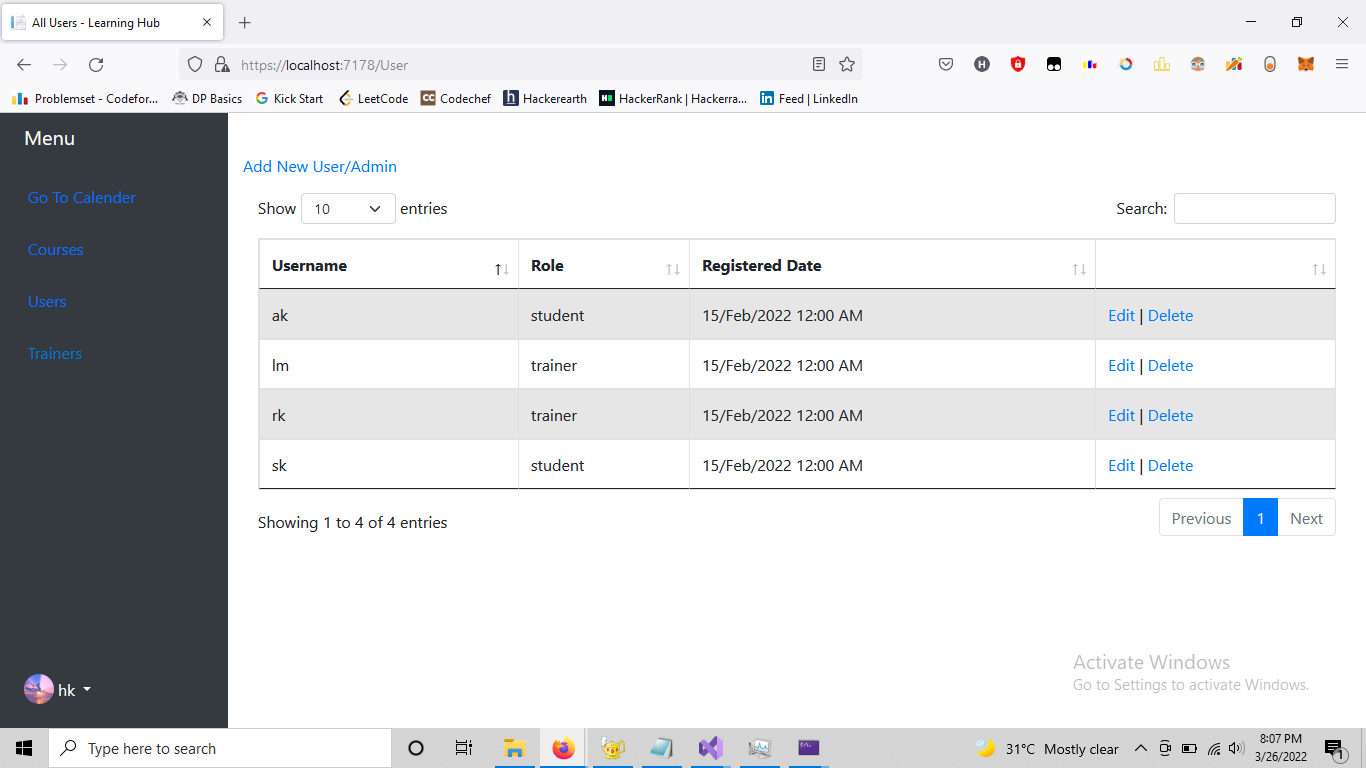 All Users - Learning Hub
https://localhost:7178/User
Problemset - Codefor...
DP Basics
Kick Start
LeetCode
CC Codechef
h Hackerearth
HackerRank | Hackerra...
in Feed | LinkedIn
Menu
Go To Calender
Courses
Users
Trainers
hk
Add New User/Admin
Show 10 entries
Search:
Username Role Registered Date
ak student 15/Feb/2022 12:00 AM Edit | Delete
lm trainer 15/Feb/2022 12:00 AM Edit | Delete
rk trainer 15/Feb/2022 12:00 AM Edit | Delete
sk student 15/Feb/2022 12:00 AM Edit | Delete
Showing 1 to 4 of 4 entries
Previous 1 Next
Activate Windows
Go to Settings to activate Windows.
Type here to search
31°C Mostly clear
8:07 PM
3/26/2022
1